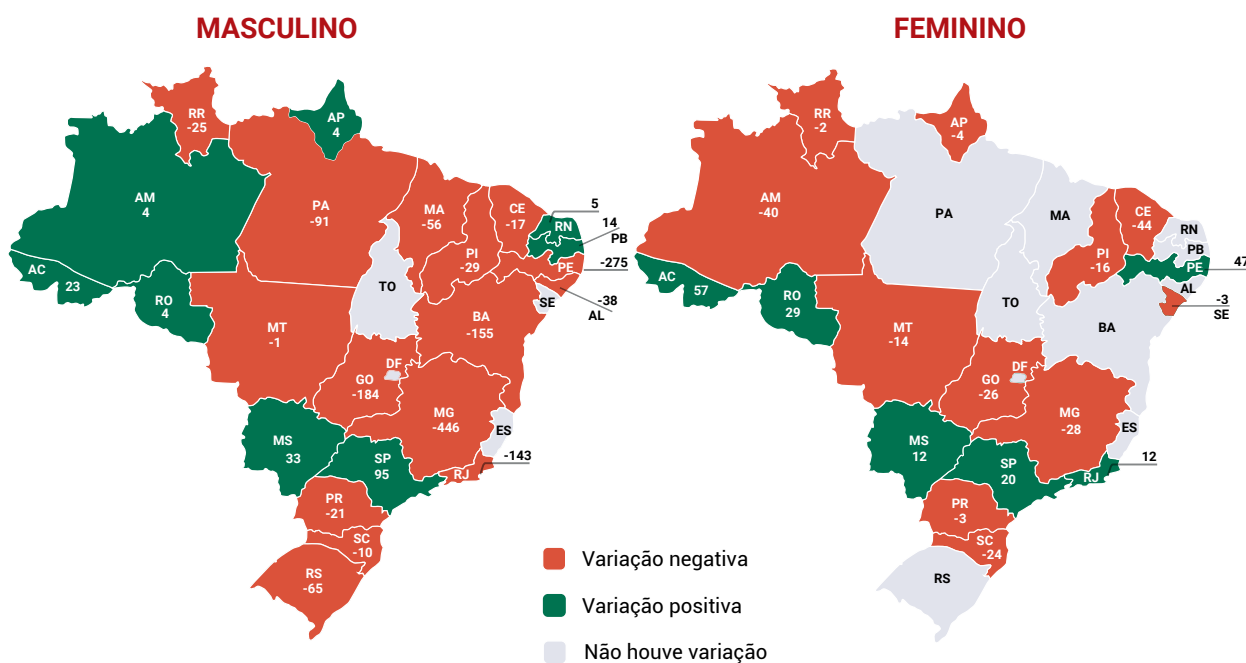 MASCULINO
RR
-25
AP
4
AM
4
PA
-91
MA
-56
CE
-17
5
RN
14
PB
PI
-29
PE
-275
AC
23
RO
4
TO
SE
-38
AL
BA
-155
MT
-1
DF
GO
-184
MG
-446
ES
MS
33
SP
95
-143
RJ
PR
-21
SC
-10
RS
-65
FEMININO
RR
-2
AP
-4
AM
-40
PA
MA
CE
-44
RN
PB
PI
-16
PE
47
AC
57
RO
29
TO
AL
-3
SE
BA
MT
-14
DF
GO
-26
MG
-28
ES
MS
12
SP
20
12
RJ
PR
-3
SC
-24
RS
Variação negativa
Variação positiva
Não houve variação